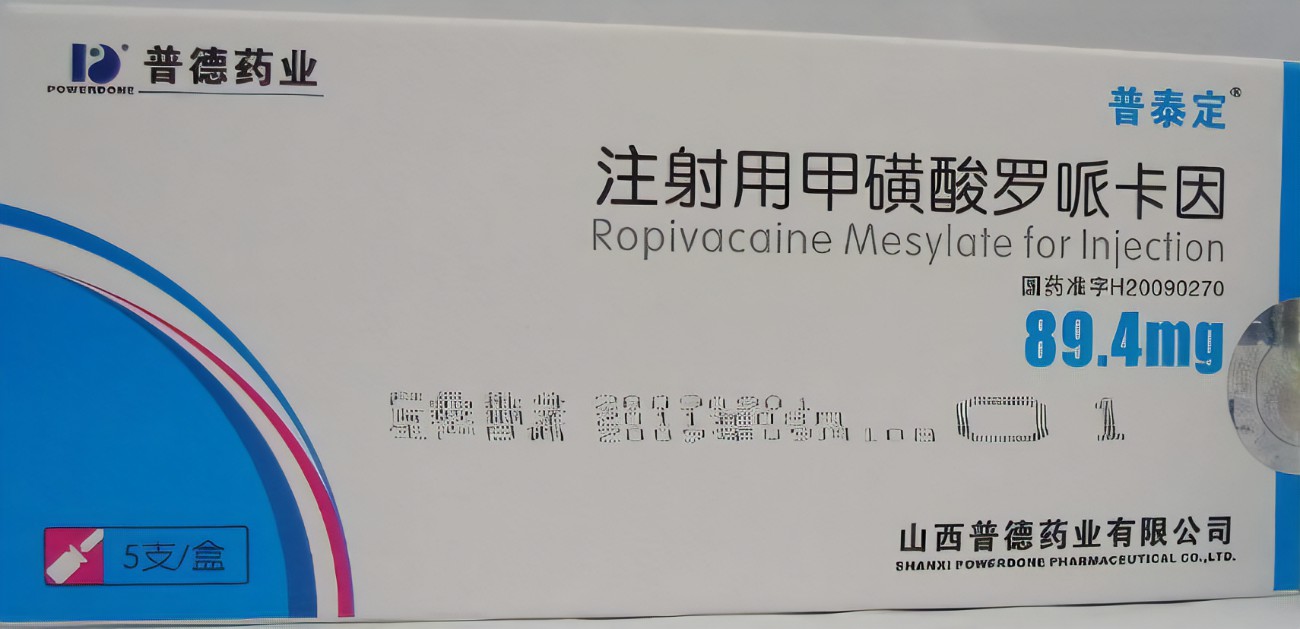 普德药业
POWERDONE
普泰定®
注射用甲磺酸罗哌卡因
Ropivacaine Mesylate for Injection
国药准字H20090270
89.4mg
5支/盒
山西普德药业有限公司
SHANXI POWERDONE PHARMACEUTICAL CO.,LTD.